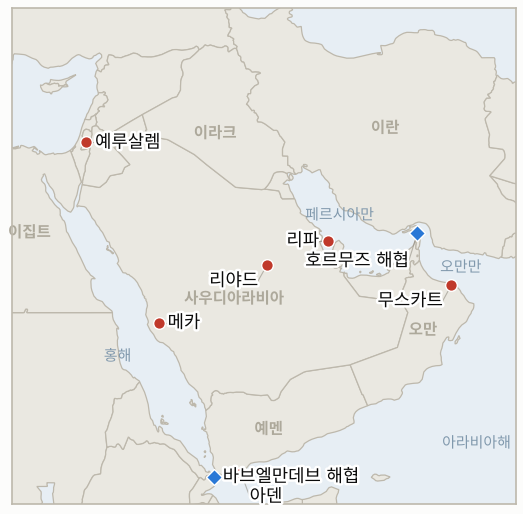 이라크
이란
예루살렘
페르시아만
이집트
리파
호르무즈 해협
오만만
리야드
사우디아라비아
무스카트
메카
오만
홍해
예멘
아라비아해
바브엘만데브 해협
아덴